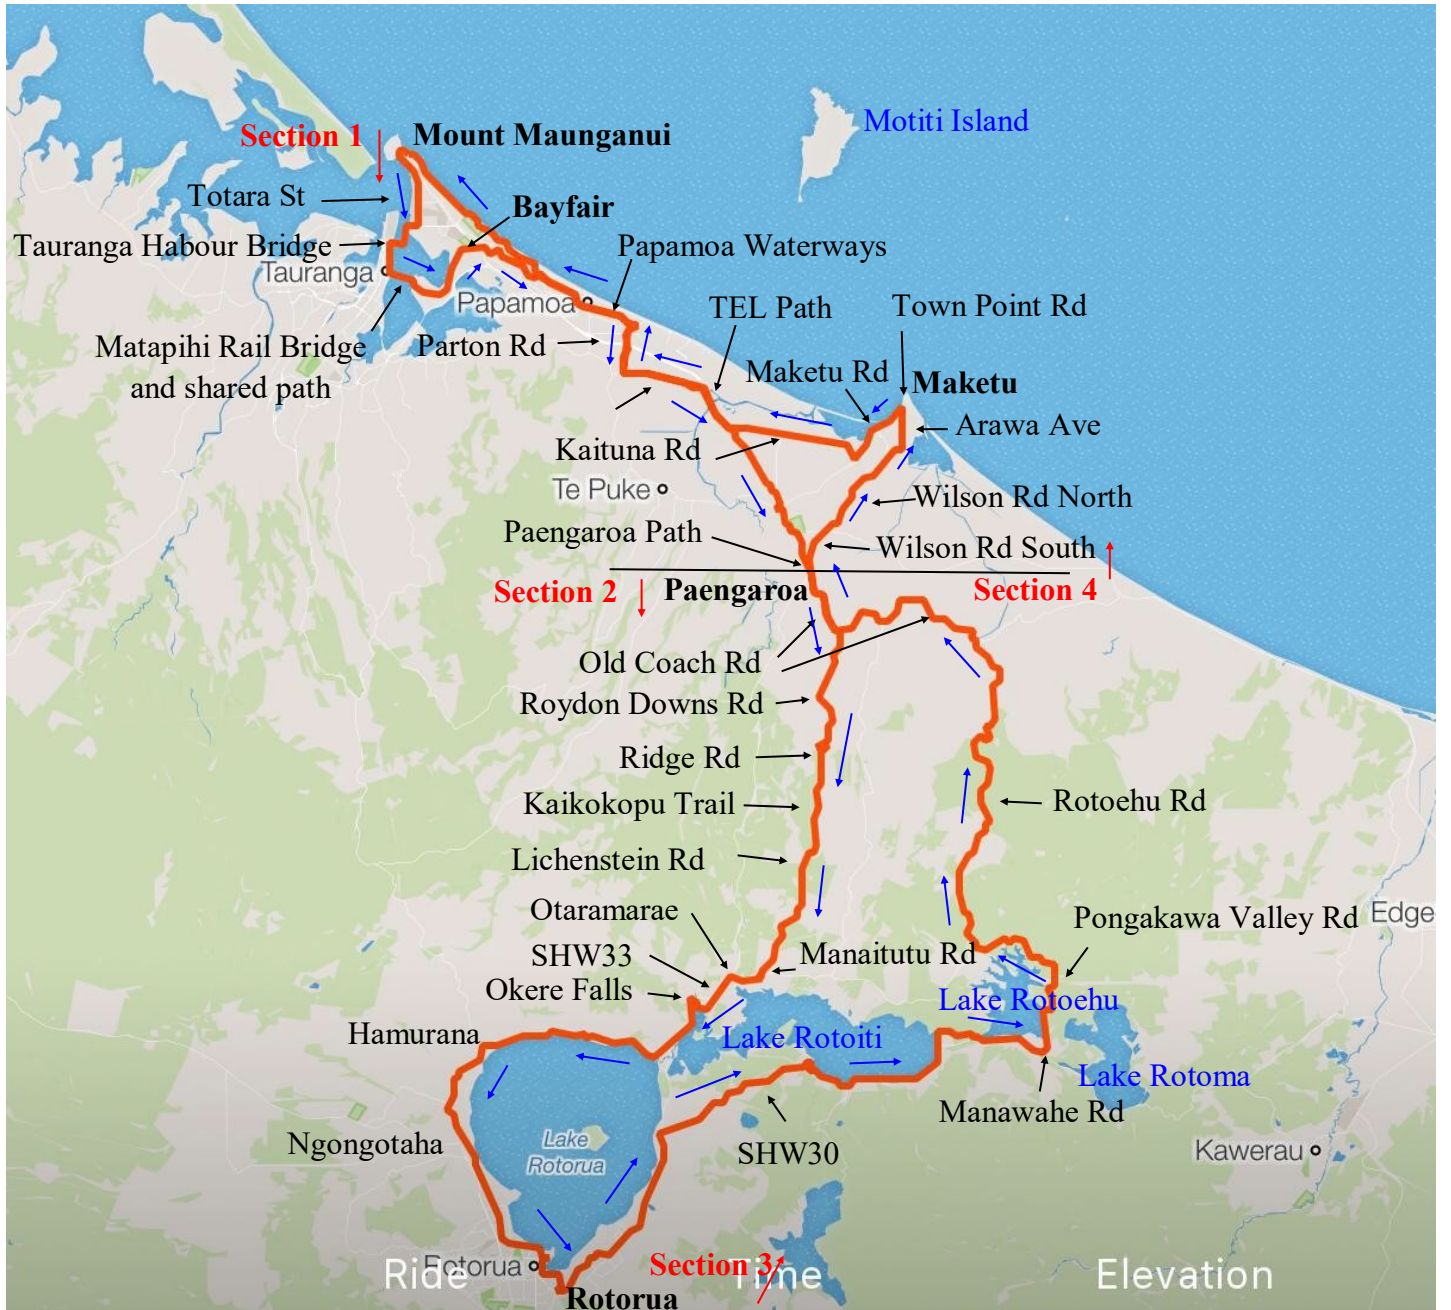 Motiti Island
Section 1
Mount Maunganui
Totara St
Bayfair
Tauranga Habour Bridge
Papamoa Waterways
Tauranga
Papamoa
TEL Path
Town Point Rd
Matapihi Rail Bridge
and shared path
Parton Rd
Maketu Rd
Maketu
Arawa Ave
Kaituna Rd
Te Puke
Wilson Rd North
Paengaroa Path
Wilson Rd South
Section 2
Paengaroa
Section 4
Old Coach Rd
Roydon Downs Rd
Ridge Rd
Kaikokopu Trail
Rotoehu Rd
Lichenstein Rd
Otaramarae
Pongakawa Valley Rd
Edge
SHW33
Manaitutu Rd
Okere Falls
Lake Rotoehu
Hamurana
Lake Rotoiti
Lake Rotoma
Manawahe Rd
Ngongotaha
Lake
Rotorua
SHW30
Kawerau
Rotorua
Section 3
Ride
Time
Elevation
Rotorua